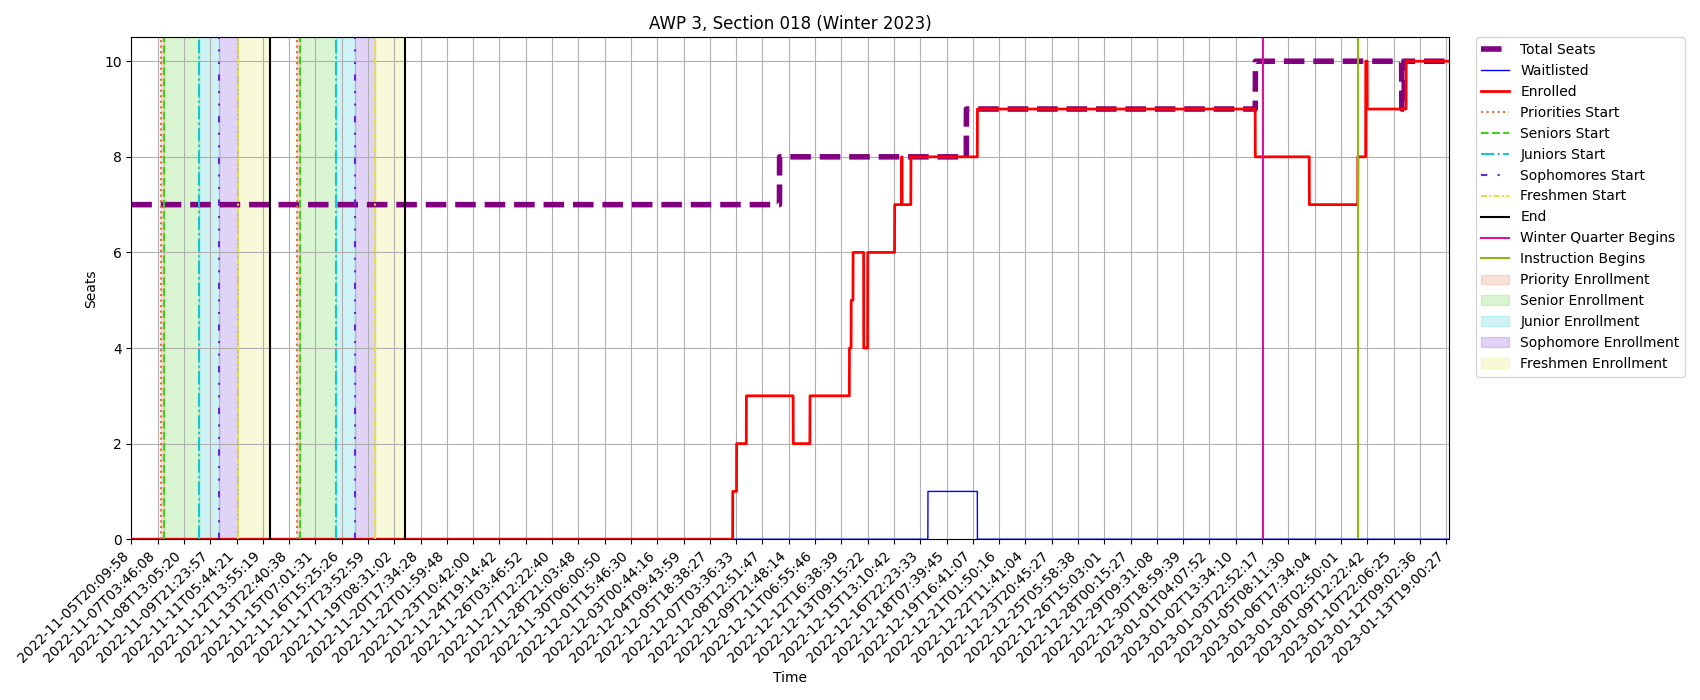 AWP 3, Section 018 (Winter 2023)
Seats
10
8
6
4
2
0
2022-11-05T20:09:58
2022-11-07T03:46:08
2022-11-08T13:05:20
2022-11-09T21:23:57
2022-11-11T05:44:21
2022-11-12T13:55:19
2022-11-13T22:40:38
2022-11-15T07:01:31
2022-11-16T15:25:26
2022-11-17T23:52:59
2022-11-19T08:31:02
2022-11-20T17:34:28
2022-11-22T01:59:48
2022-11-23T10:42:00
2022-11-24T19:14:42
2022-11-26T03:46:52
2022-11-27T12:22:40
2022-11-28T21:03:48
2022-11-30T06:00:50
2022-12-01T15:46:30
2022-12-03T00:44:16
2022-12-04T09:43:59
2022-12-05T18:38:27
2022-12-07T03:36:33
2022-12-08T12:51:47
2022-12-09T21:48:14
2022-12-11T06:55:46
2022-12-12T16:38:39
2022-12-13T09:15:22
2022-12-15T13:10:42
2022-12-16T22:23:33
2022-12-18T07:39:45
2022-12-19T16:41:07
2022-12-21T01:50:16
2022-12-22T11:41:04
2022-12-23T20:45:27
2022-12-25T05:58:38
2022-12-26T15:03:01
2022-12-28T00:15:27
2022-12-29T09:31:08
2022-12-30T18:59:39
2023-01-01T04:07:52
2023-01-02T13:34:10
2023-01-03T22:52:17
2023-01-05T08:11:30
2023-01-06T17:34:04
2023-01-08T02:50:01
2023-01-09T12:22:42
2023-01-10T22:06:25
2023-01-12T09:02:36
2023-01-13T19:00:27
Time
Total Seats
Waitlisted
Enrolled
Priorities Start
Seniors Start
Juniors Start
Sophomores Start
Freshmen Start
End
Winter Quarter Begins
Instruction Begins
Priority Enrollment
Senior Enrollment
Junior Enrollment
Sophomore Enrollment
Freshmen Enrollment